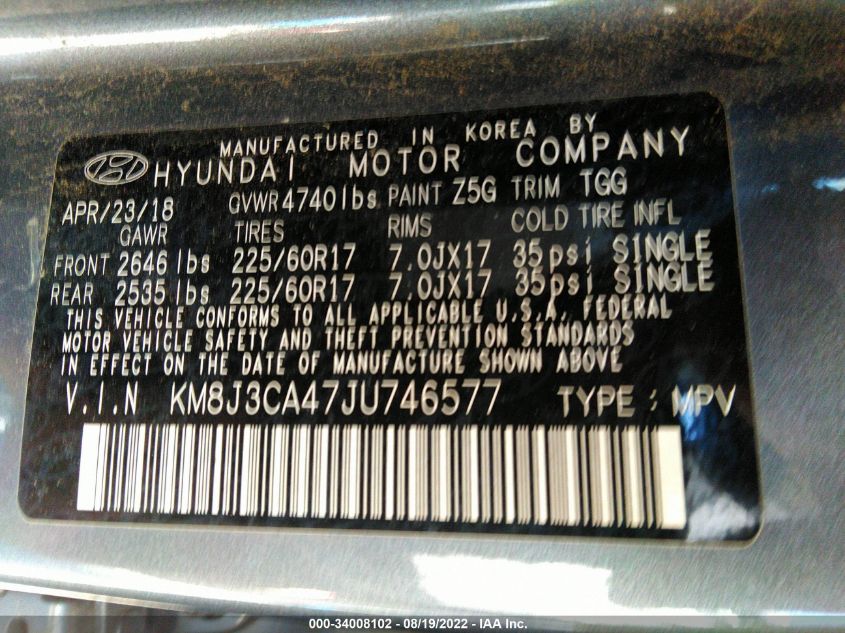 MANUFACTURED IN KOREA BY
HYUNDAI MOTOR COMPANY
APR/23/18 GVWR 4740lbs PAINT Z5G TRIM TGG
GAWR TIRES RIMS COLD TIRE INFL
FRONT 2646 lbs 225/60R17 7.0JX17 35psi SINGLE
REAR 2535 lbs 225/60R17 7.0JX17 35psi SINGLE
THIS VEHICLE CONFORMS TO ALL APPLICABLE U.S.A. FEDERAL
MOTOR VEHICLE SAFETY AND THEFT PREVENTION STANDARDS
IN EFFECT ON THE DATE OF MANUFACTURE SHOWN ABOVE
V.I.N KM8J3CA47JU746577 TYPE : MPV
000-34008102 - 08/19/2022 - IAA Inc.